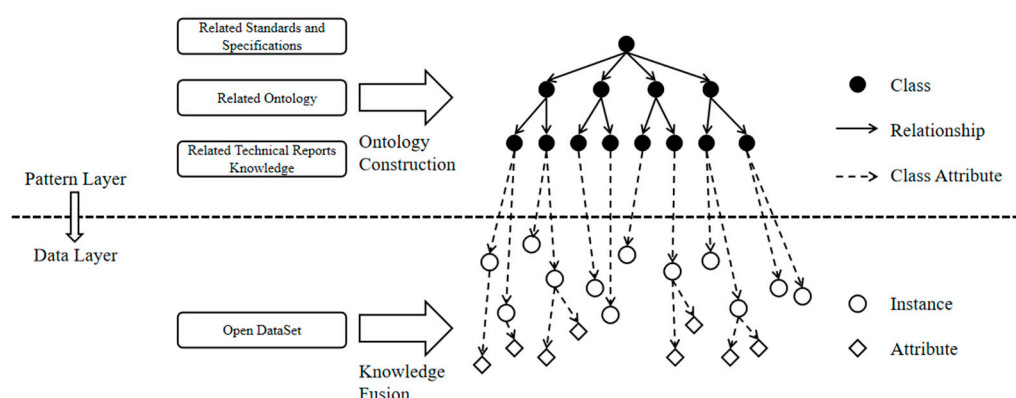 Related Standards and
Specifications
Related Ontology
Related Technical Reports
Knowledge
Ontology
Construction
Class
Relationship
Class Attribute
Pattern Layer
Data Layer
Open DataSet
Knowledge
Fusion
Instance
Attribute